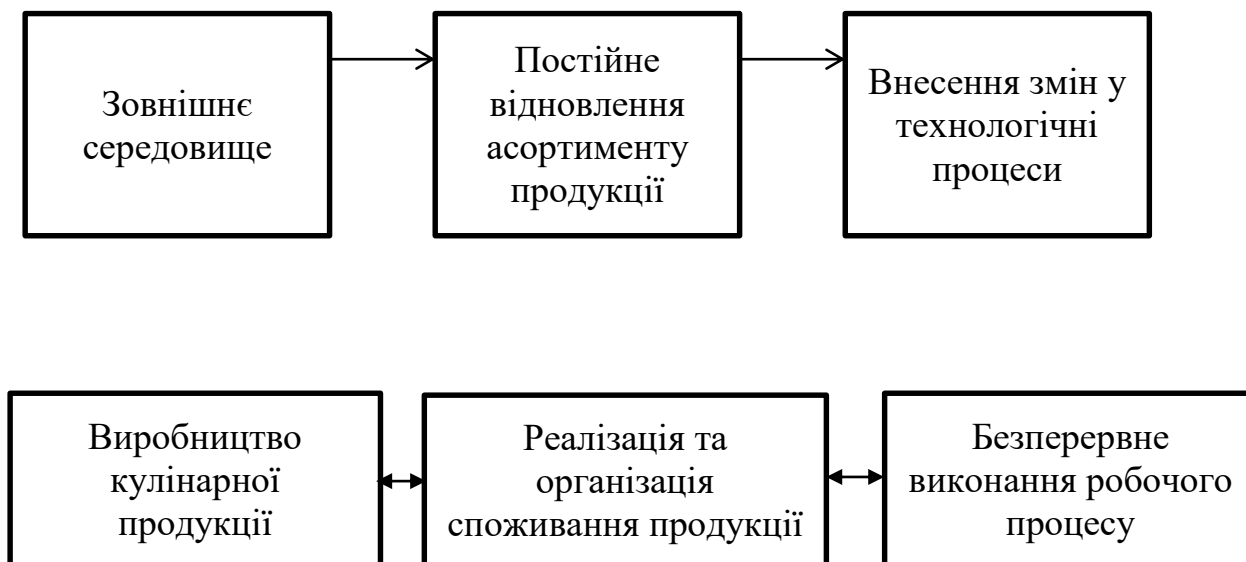 Зовнішнє
середовище
Постійне
відновлення
асортименту
продукції
Внесення змін у
технологічні
процеси
Виробництво
кулінарної
продукції
Реалізація та
організація
споживання продукції
Безперервне
виконання робочого
процесу